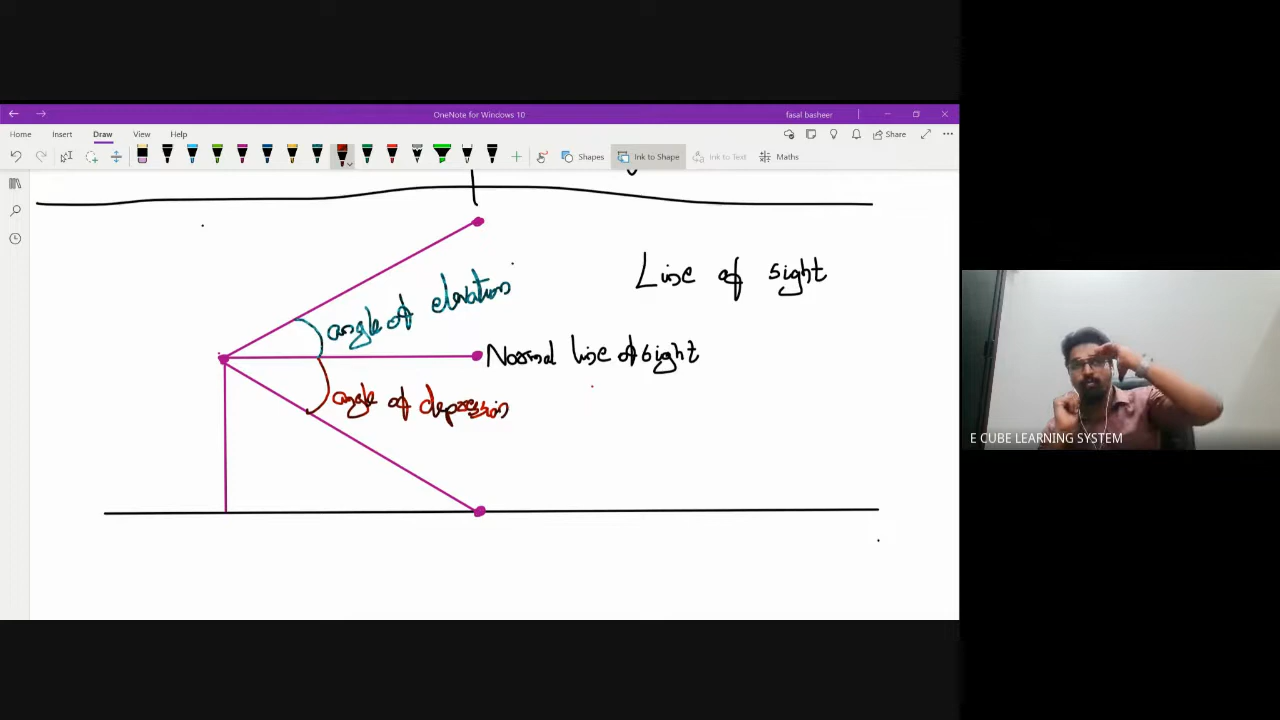 OneNote for Windows 10
fasal basheer
Home Insert Draw View Help
Share
Shapes Ink to Shape Ink to Text Maths
Line of sight
angle of elevation
Normal line of sight
angle of depression
E CUBE LEARNING SYSTEM